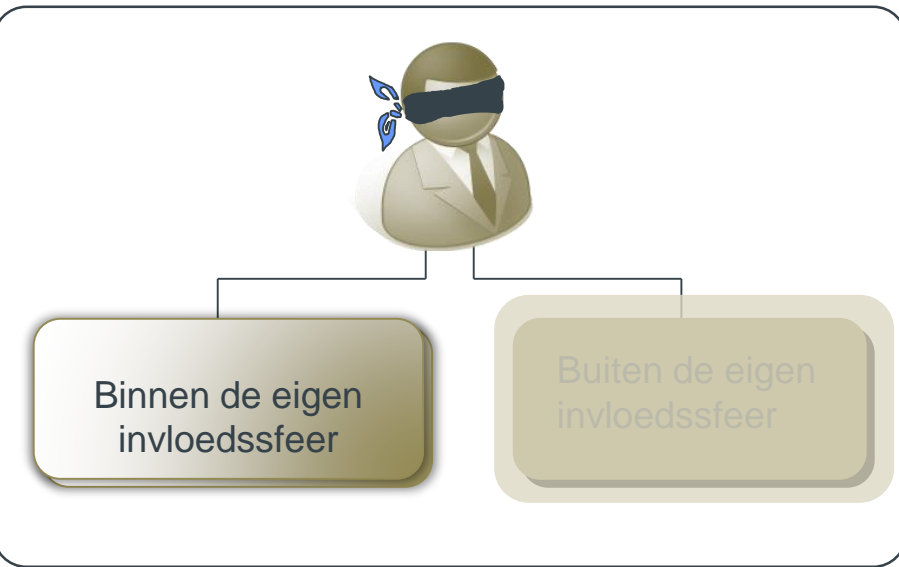 Binnen de eigen
invloedssfeer
Buiten de eigen
invloedssfeer